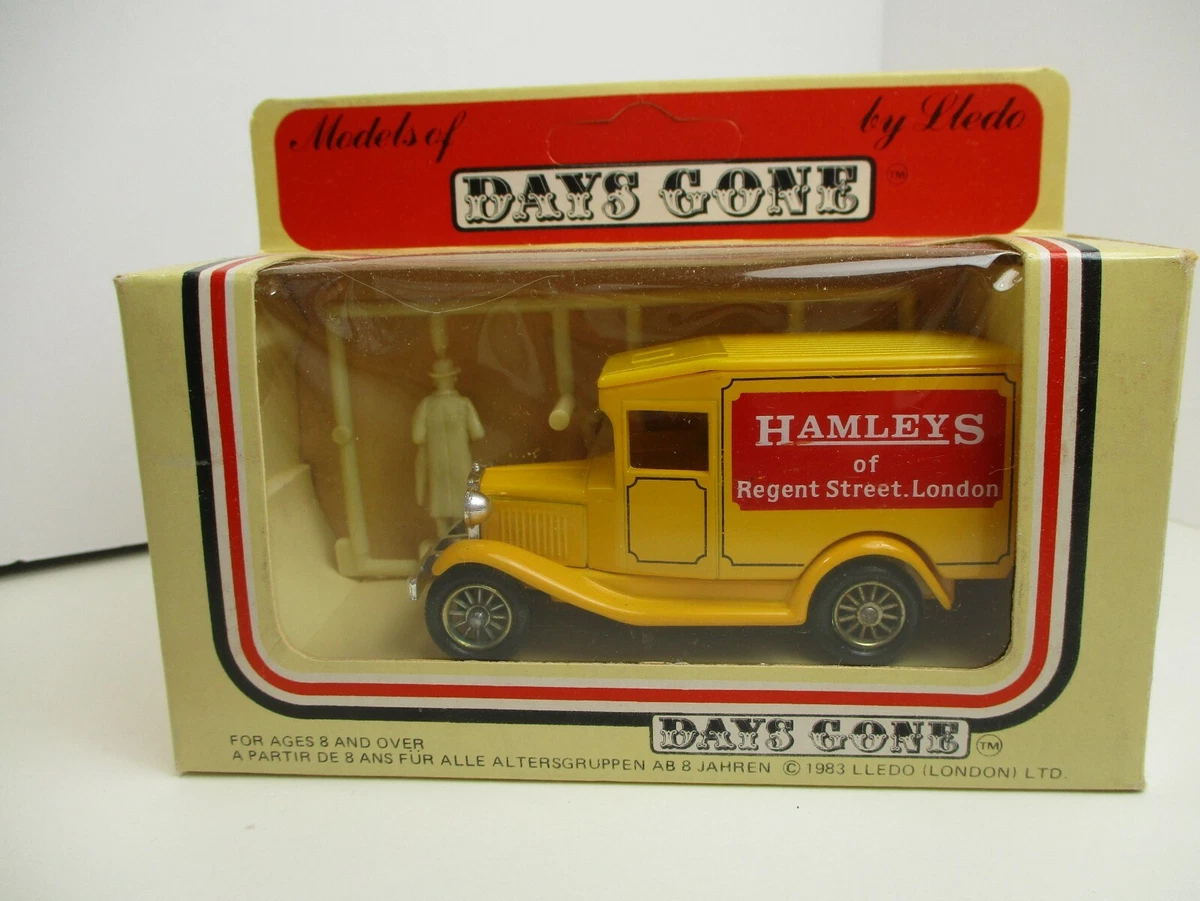 Models of
by Lledo
DAYS GONE
TM
HAMLEYS
of
Regent Street. London
DAYS GONE
TM
FOR AGES 8 AND OVER
A PARTIR DE 8 ANS FÜR ALLE ALTERSGRUPPEN AB 8 JAHREN © 1983 LLEDO (LONDON) LTD.